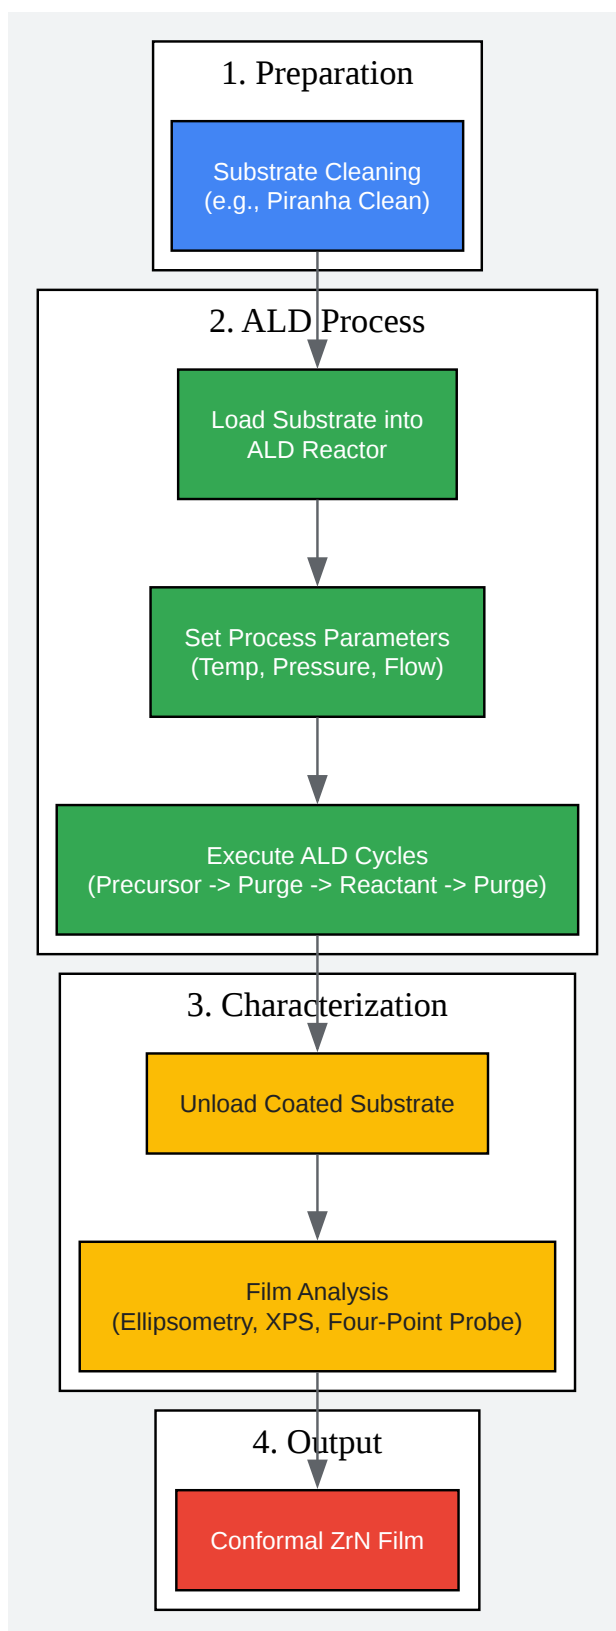 1. Preparation
Substrate Cleaning
(e.g., Piranha Clean)
2. ALD Process
Load Substrate into
ALD Reactor
Set Process Parameters
(Temp, Pressure, Flow)
Execute ALD Cycles
(Precursor -> Purge -> Reactant -> Purge)
3. Characterization
Unload Coated Substrate
Film Analysis
(Ellipsometry, XPS, Four-Point Probe)
4. Output
Conformal ZrN Film